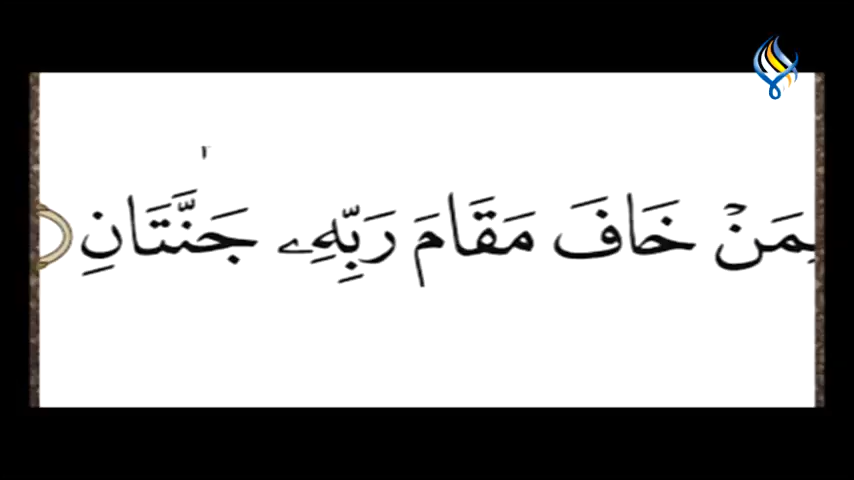 مَنْ خَافَ مَقَامَ رَبِّهِۦ جَنَّتَانِ